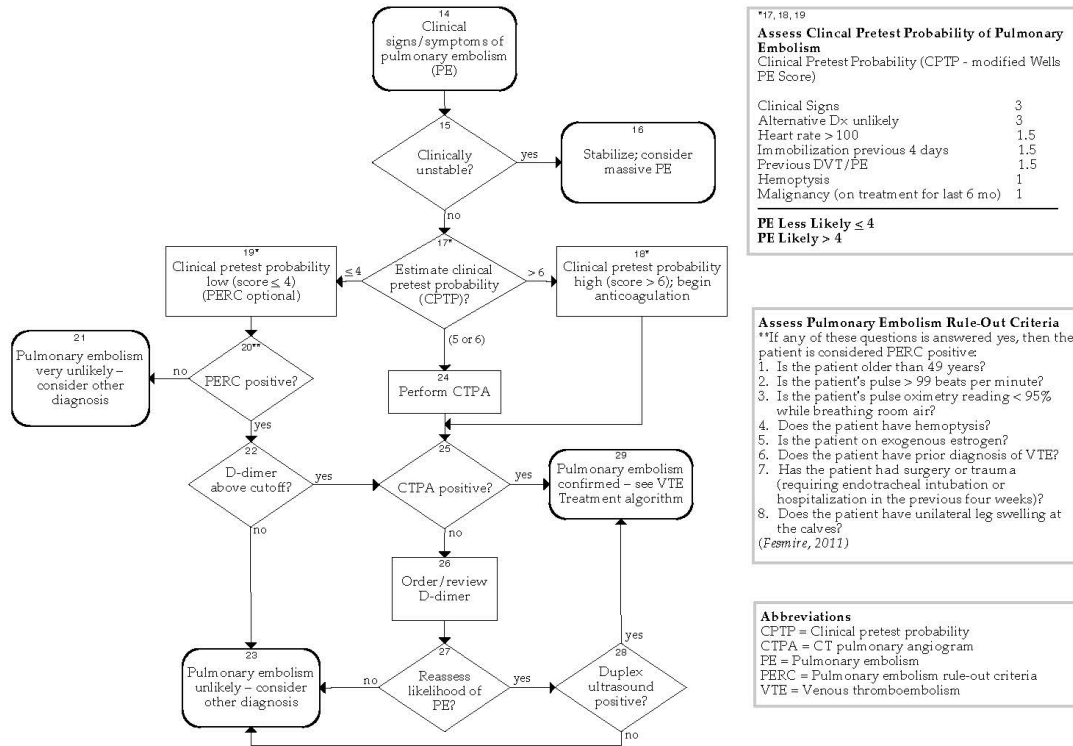 14
Clinical
signs/symptoms of
pulmonary embolism
(PE)
15
Clinically
unstable?
yes
no
16
Stabilize; consider
massive PE
17*
Estimate clinical
pretest probability
(CPTP)?
≤ 4
> 6
(5 or 6)
18*
Clinical pretest probability
high (score > 6); begin
anticoagulation
19*
Clinical pretest probability
low (score ≤ 4)
(PERC optional)
20**
PERC positive?
no
yes
21
Pulmonary embolism
very unlikely –
consider other
diagnosis
22
D-dimer
above cutoff?
yes
no
24
Perform CTPA
25
CTPA positive?
yes
no
29
Pulmonary embolism
confirmed – see VTE
Treatment algorithm
26
Order/review
D-dimer
27
Reassess
likelihood of
PE?
no
yes
28
Duplex
ultrasound
positive?
yes
no
23
Pulmonary embolism
unlikely – consider
other diagnosis
*17, 18, 19
Assess Clincal Pretest Probability of Pulmonary
Embolism
Clinical Pretest Probability (CPTP - modified Wells
PE Score)
Clinical Signs 3
Alternative Dx unlikely 3
Heart rate > 100 1.5
Immobilization previous 4 days 1.5
Previous DVT/PE 1.5
Hemoptysis 1
Malignancy (on treatment for last 6 mo) 1
PE Less Likely ≤ 4
PE Likely > 4
Assess Pulmonary Embolism Rule-Out Criteria
**If any of these questions is answered yes, then the
patient is considered PERC positive:
1. Is the patient older than 49 years?
2. Is the patient's pulse > 99 beats per minute?
3. Is the patient's pulse oximetry reading < 95%
while breathing room air?
4. Does the patient have hemoptysis?
5. Is the patient on exogenous estrogen?
6. Does the patient have prior diagnosis of VTE?
7. Has the patient had surgery or trauma
(requiring endotracheal intubation or
hospitalization in the previous four weeks)?
8. Does the patient have unilateral leg swelling at
the calves?
(Fesmire, 2011)
Abbreviations
CPTP = Clinical pretest probability
CTPA = CT pulmonary angiogram
PE = Pulmonary embolism
PERC = Pulmonary embolism rule-out criteria
VTE = Venous thromboembolism